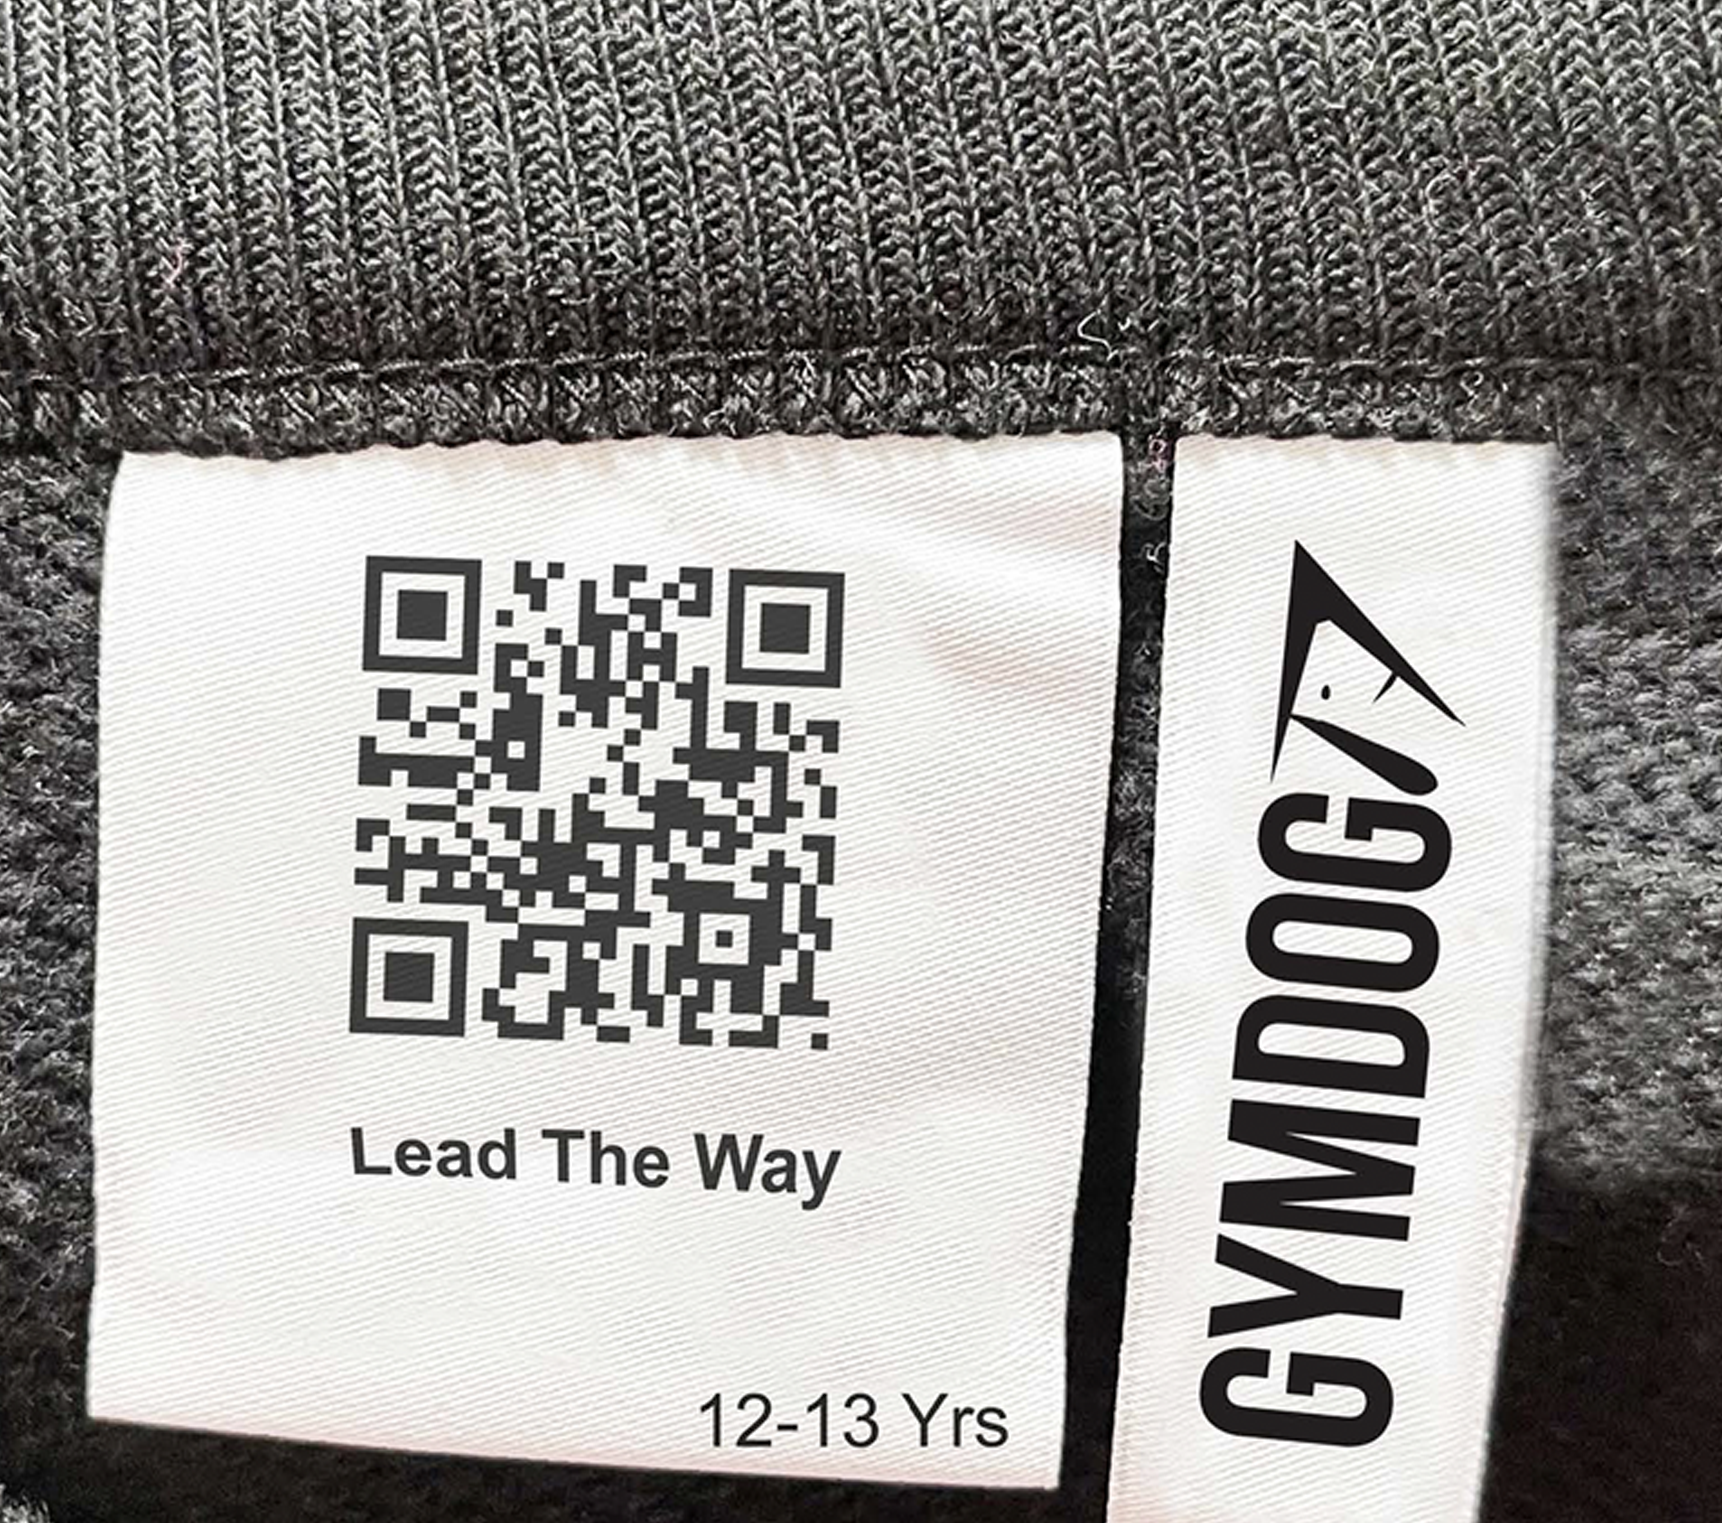 Lead The Way
12-13 Yrs
GYMDOG